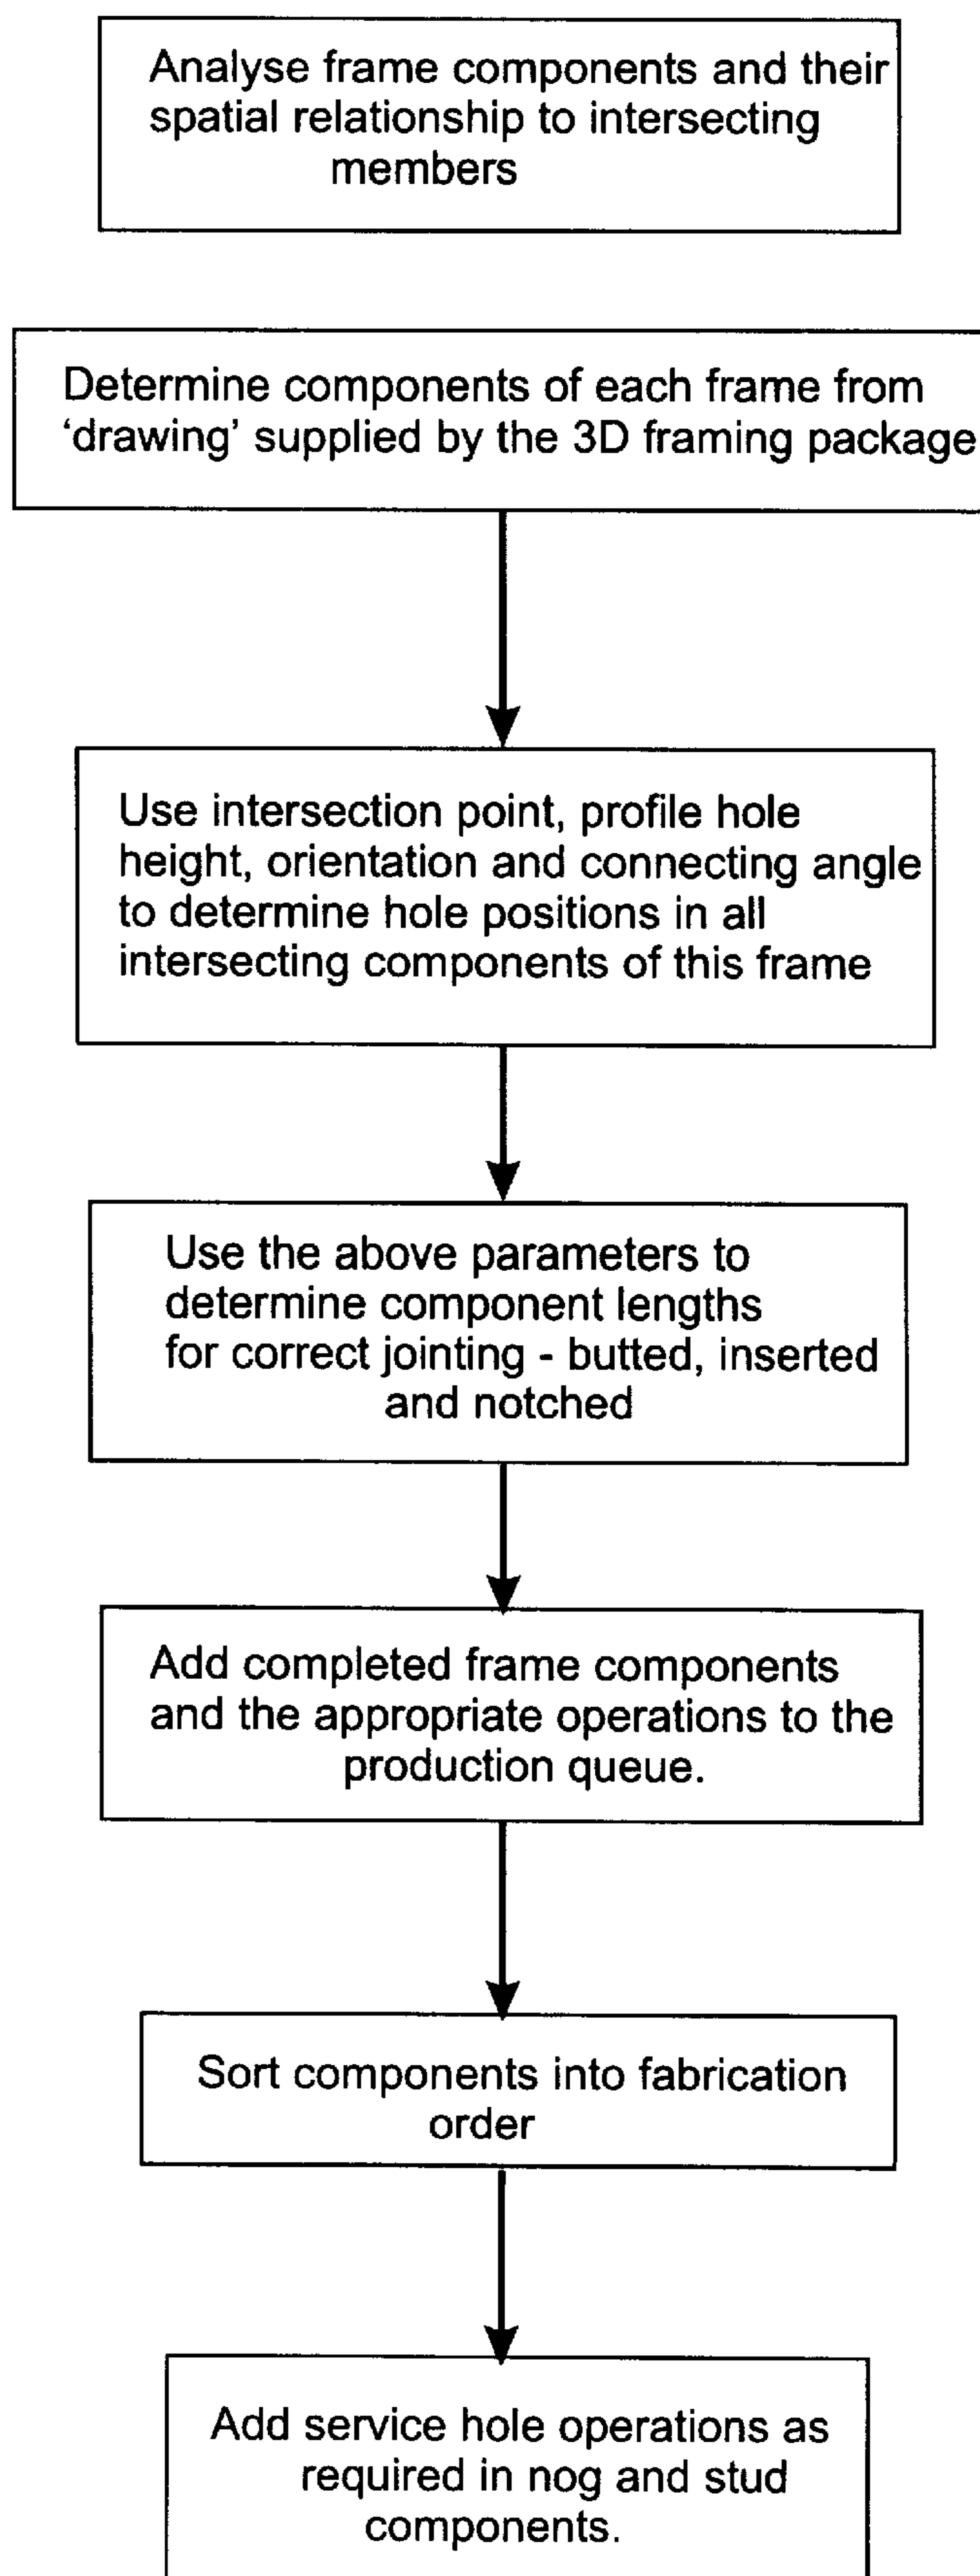 Analyse frame components and their
spatial relationship to intersecting
members
Determine components of each frame from
‘drawing’ supplied by the 3D framing package
Use intersection point, profile hole
height, orientation and connecting angle
to determine hole positions in all
intersecting components of this frame
Use the above parameters to
determine component lengths
for correct jointing - butted, inserted
and notched
Add completed frame components
and the appropriate operations to the
production queue.
Sort components into fabrication
order
Add service hole operations as
required in nog and stud
components.